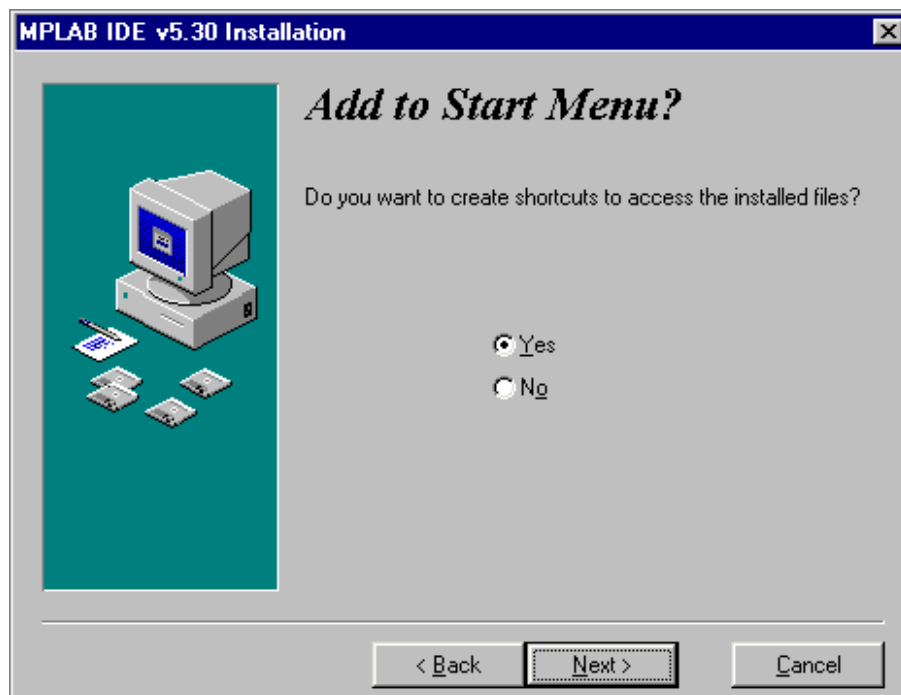 MPLAB IDE v5.30 Installation
Add to Start Menu?
Do you want to create shortcuts to access the installed files?
Yes
No
< Back
Next >
Cancel